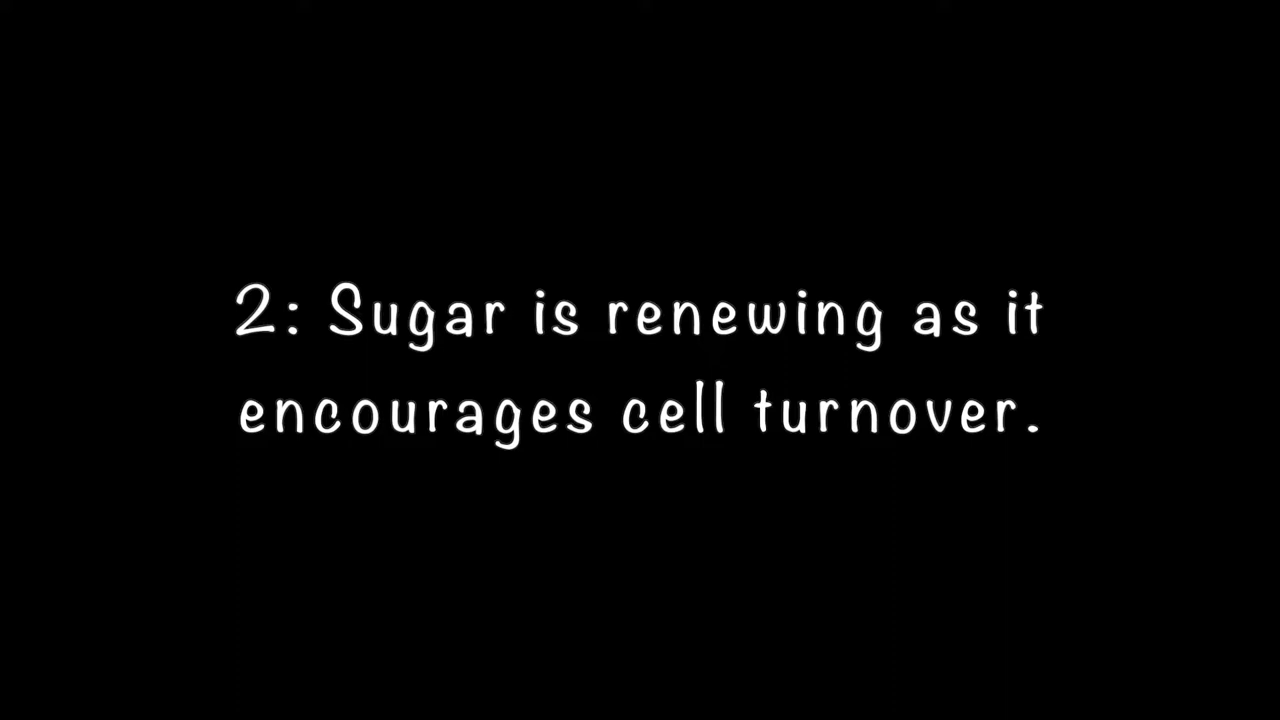 2: Sugar is renewing as it
encourages cell turnover.